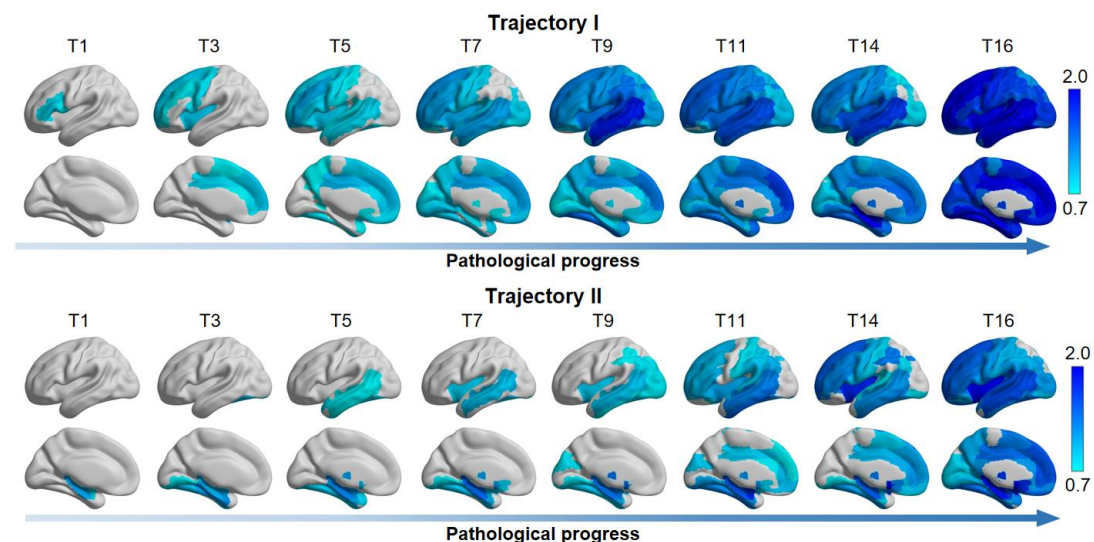 Trajectory I
T1 T3 T5 T7 T9 T11 T14 T16
2.0
0.7
Pathological progress
Trajectory II
T1 T3 T5 T7 T9 T11 T14 T16
2.0
0.7
Pathological progress